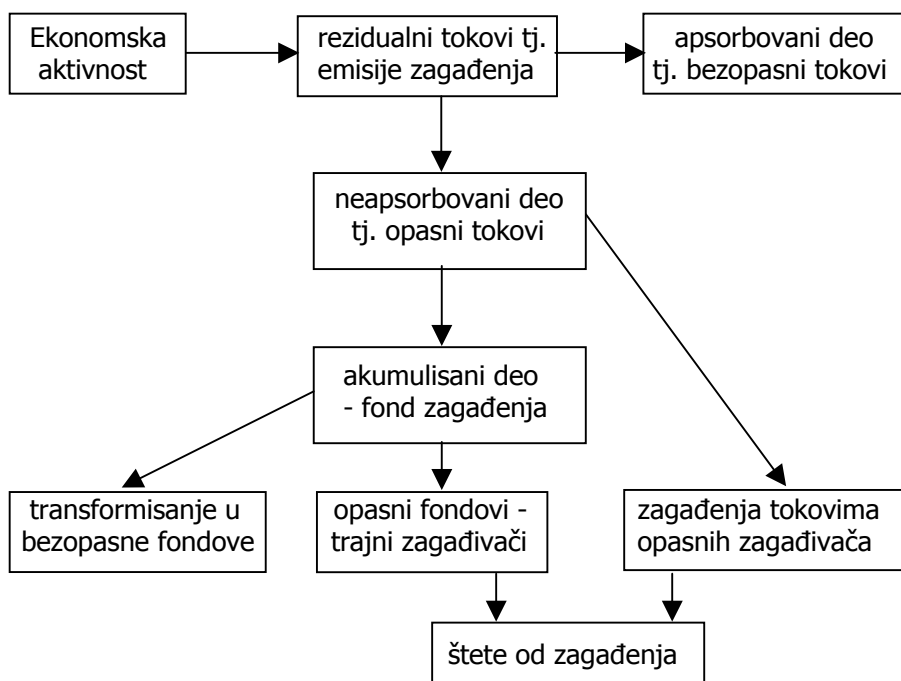 Ekonomska
aktivnost
rezidualni tokovi tj.
emisije zagađenja
apsorbovani deo
tj. bezopasni tokovi
neapsorbovani deo
tj. opasni tokovi
akumulisani deo
- fond zagađenja
transformisanje u
bezopasne fondove
opasni fondovi -
trajni zagađivači
zagađenja tokovima
opasnih zagađivača
štete od zagađenja